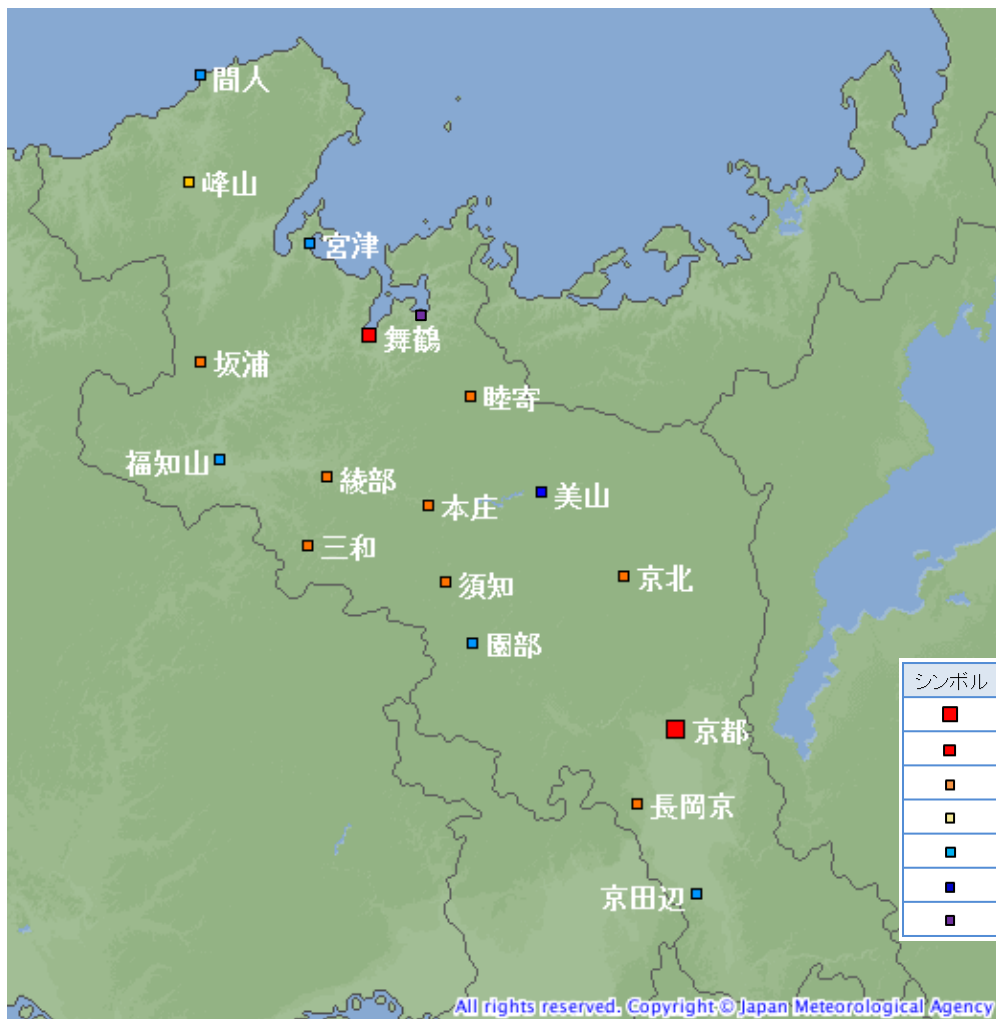 間人
峰山
宮津
舞鶴
坂浦
睦寄
福知山
綾部
本庄
美山
三和
須知
京北
園部
シンボル
京都
長岡京
京田辺
All rights reserved. Copyright © Japan Meteorological Agency